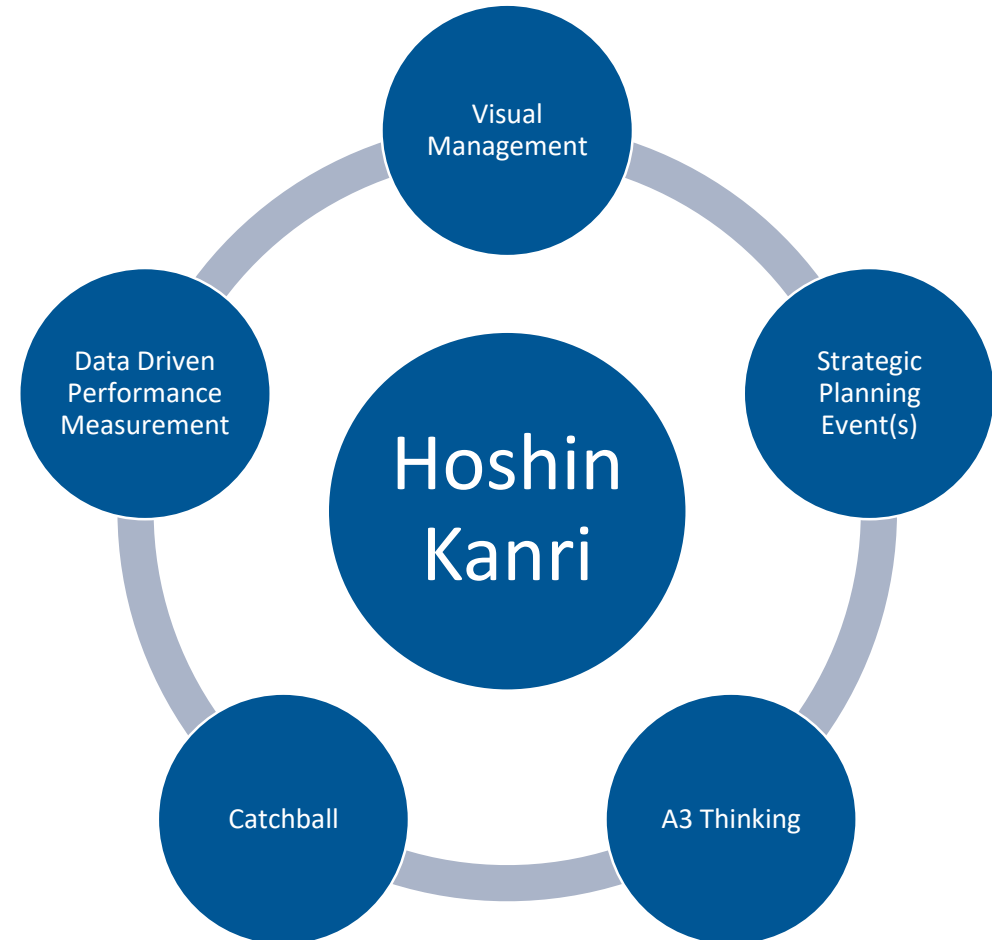 Visual
Management
Strategic
Planning
Event(s)
A3 Thinking
Catchball
Data Driven
Performance
Measurement
Hoshin
Kanri